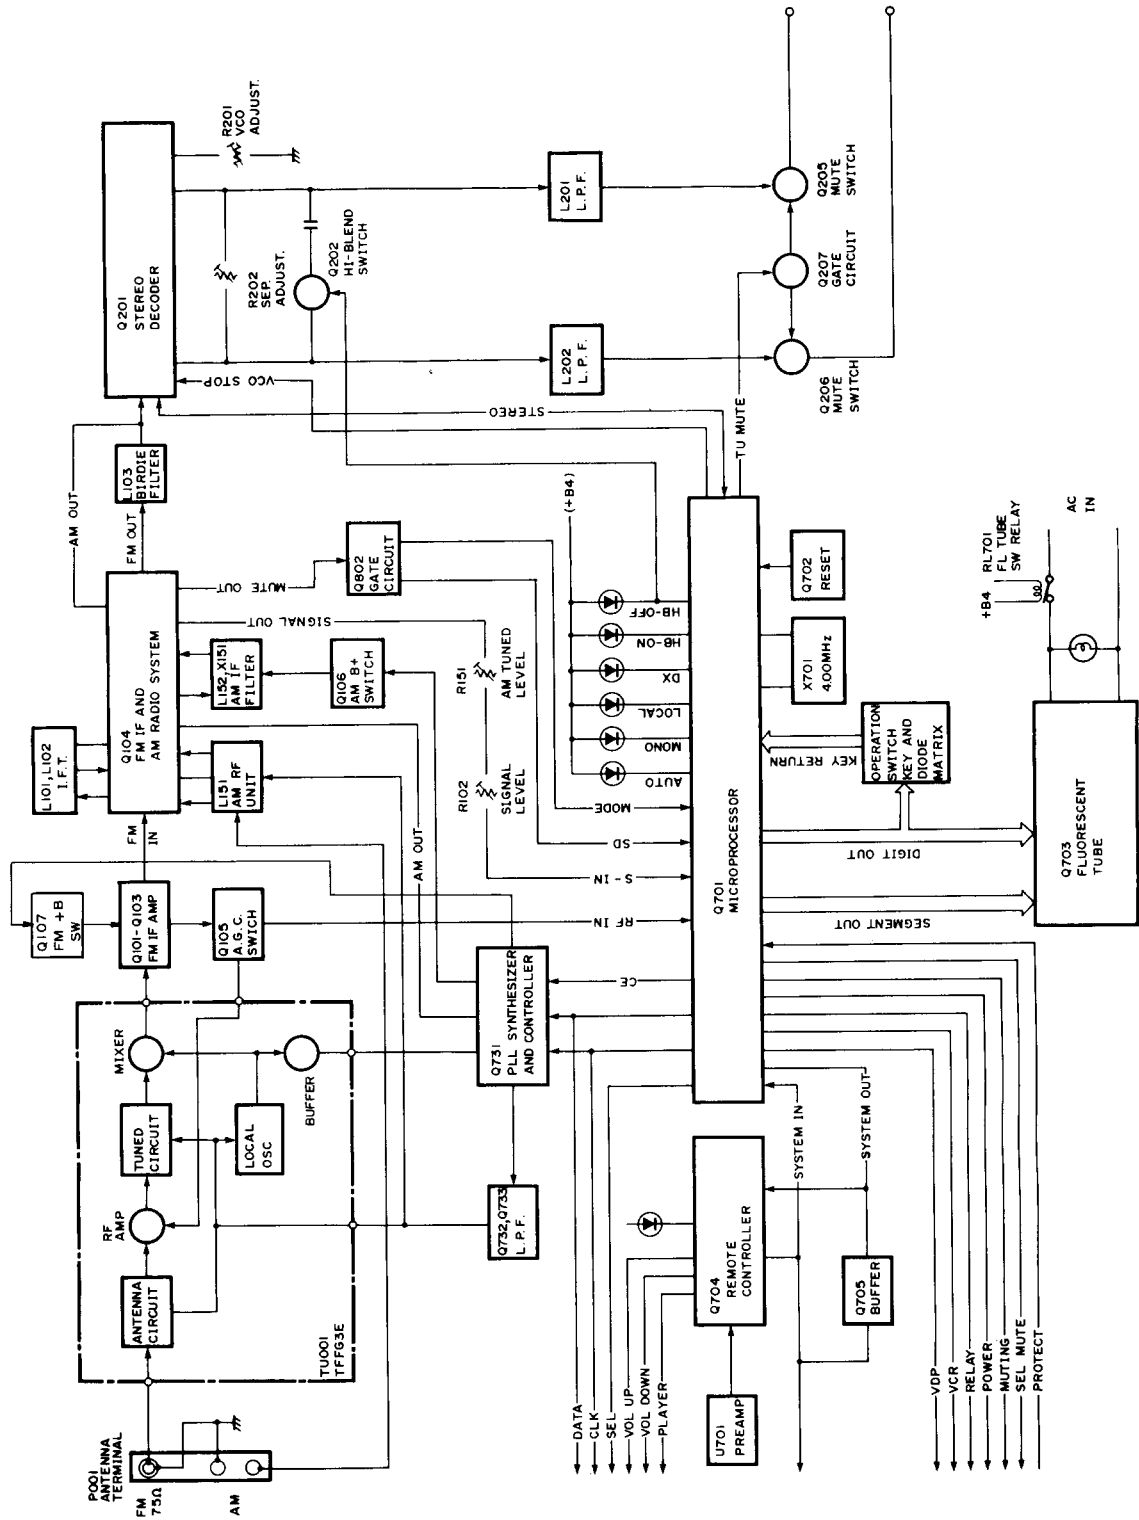 P001
ANTENNA
TERMINAL
FM
75Ω
AM
ANTENNA
CIRCUIT
RF
AMP
TUNED
CIRCUIT
MIXER
LOCAL
OSC
BUFFER
TU001
TFFG3E
Q107
FM +B
SW
Q101-Q103
FM IF AMP
Q105
A.G.C.
SWICH
FM
IN
L101, L102
I.F.T.
Q104
FM IF AND
AM RADIO SYSTEM
L151
AM RF
UNIT
L152, X151
AM IF
FILTER
Q106
AM B+
SWITCH
AM OUT
FM OUT
L103
BIRDIE
FILTER
MUTE OUT
SIGNAL OUT
Q802
GATE
CIRCUIT
R151
AM TUNED
LEVEL
R102
SIGNAL
LEVEL
Q201
STEREO
DECODER
R201
VCO
ADJUST.
R202
SEP.
ADJUST.
Q202
HI-BLEND
SWITCH
VCO STOP
STEREO
L201
L. P. F.
L202
L. P. F.
Q205
MUTE
SWITCH
Q207
GATE
CIRCUIT
Q206
MUTE
SWITCH
TU MUTE
Q732, Q733
L. P. F.
Q731
PLL SYNTHESIZER
AND CONTROLLER
AM OUT
CE
RF IN
S - IN
SD
MODE
AUTO
MONO
LOCAL
DX
HB-ON
HB-OFF
(+B4)
Q701
MICROPROCESSOR
Q702
RESET
X701
4.00MHz
KEY RETURN
OPERATION
SWITCH
KEY AND
DIODE
MATRIX
DIGIT OUT
SEGMENT OUT
Q703
FLUORESCENT
TUBE
+B4
RL701
FL TUBE
SW RELAY
AC
IN
DATA
CLK
SEL
VOL UP
VOL DOWN
PLAYER
U701
PREAMP
Q704
REMOTE
CONTROLLER
SYSTEM IN
SYSTEM OUT
Q705
BUFFER
VDP
VCR
RELAY
POWER
MUTING
SEL MUTE
PROTECT